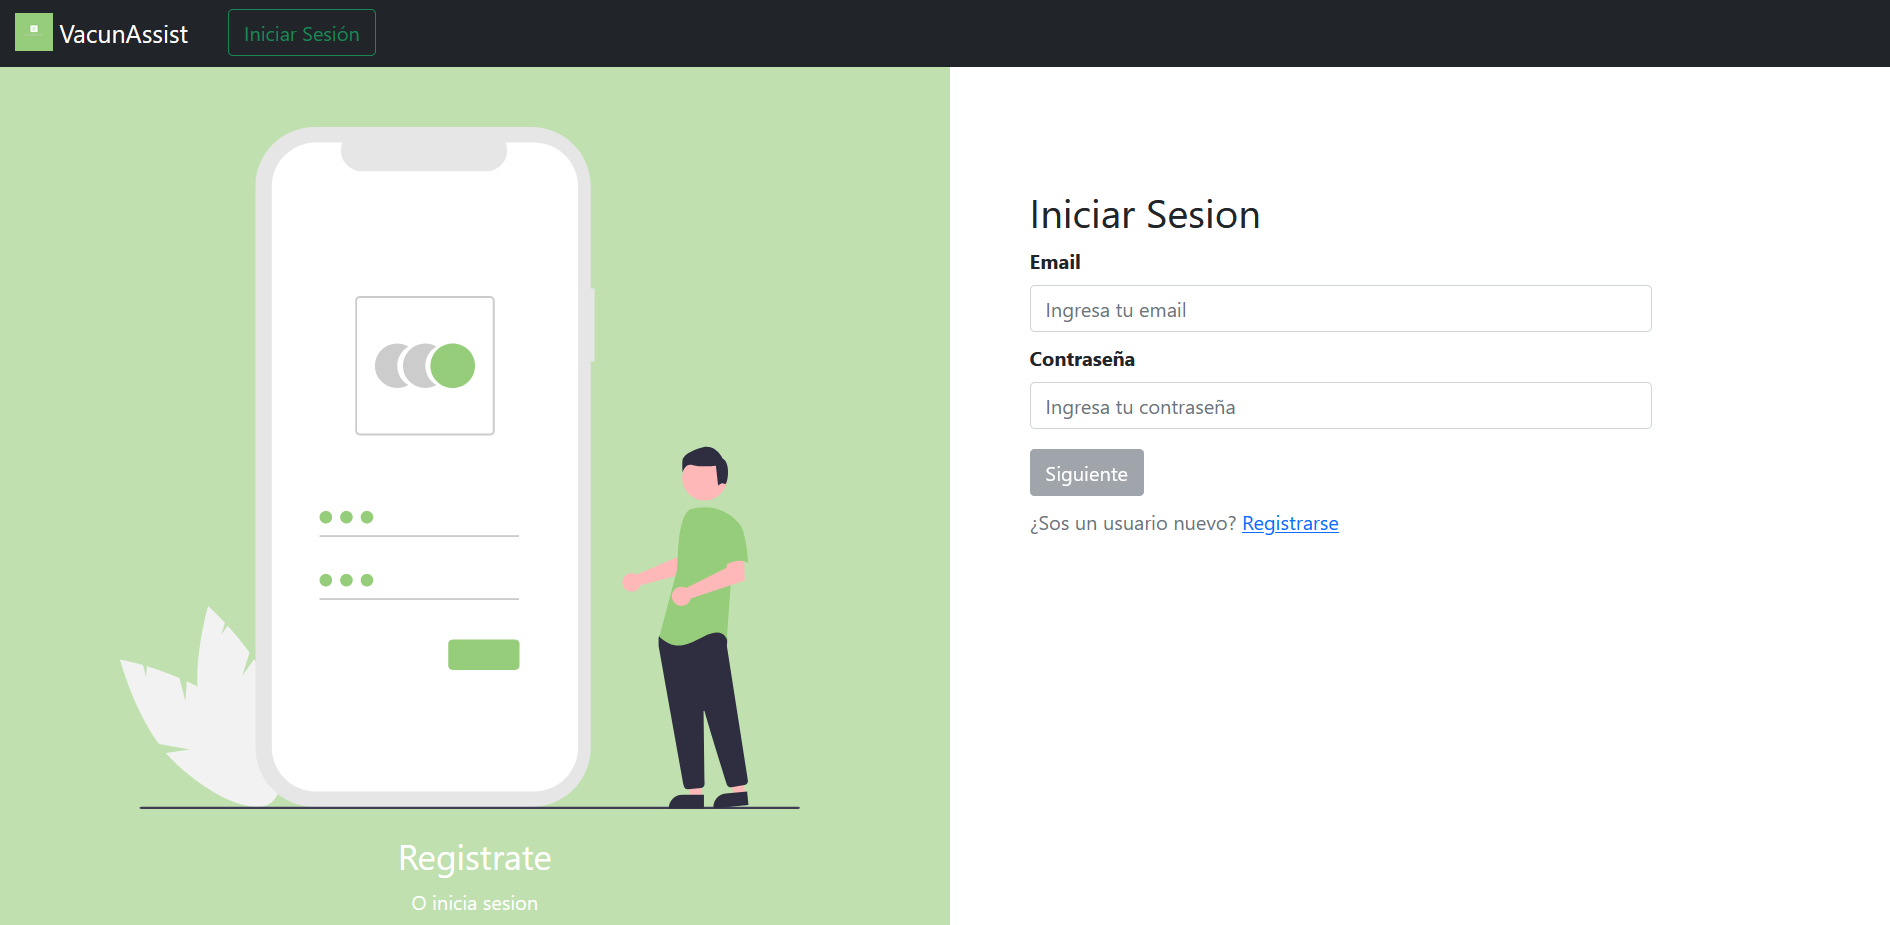 VacunAssist
Iniciar Sesión
Registrate
O inicia sesion
Iniciar Sesion
Email
Ingresa tu email
Contraseña
Ingresa tu contraseña
Siguiente
¿Sos un usuario nuevo? Registrarse